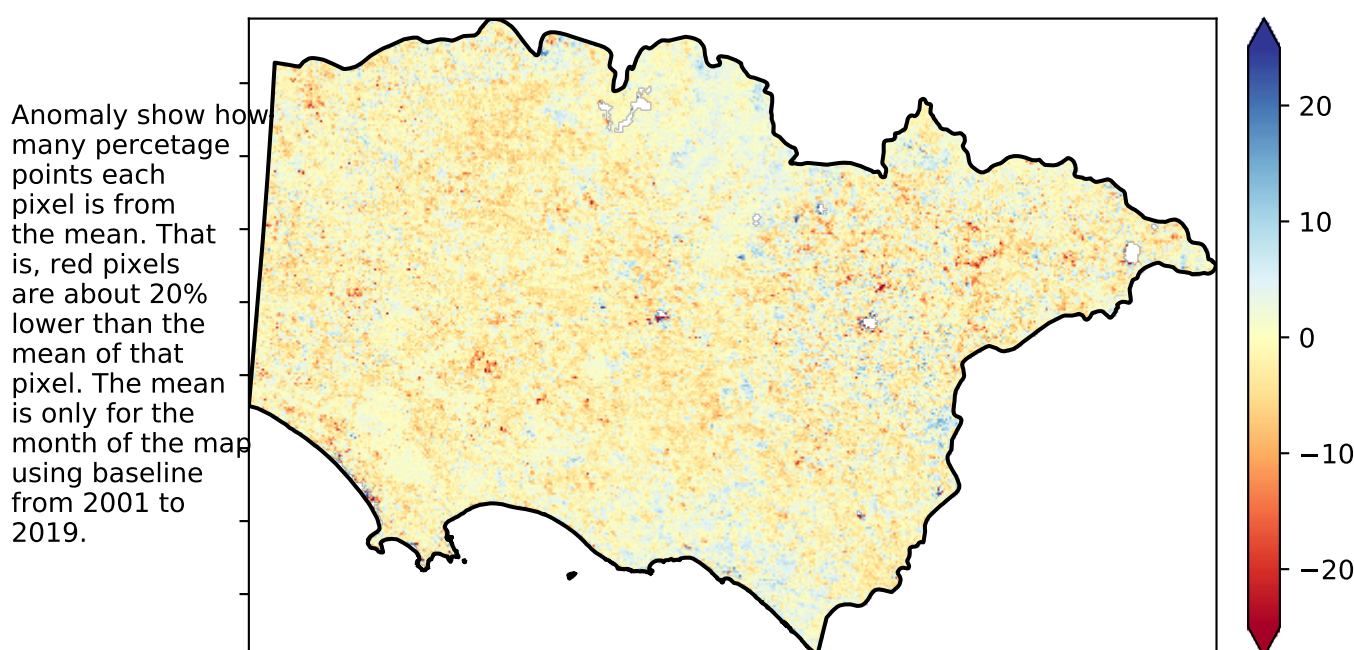 Anomaly show how
many percetage
points each
pixel is from
the mean. That
is, red pixels
are about 20%
lower than the
mean of that
pixel. The mean
is only for the
month of the map
using baseline
from 2001 to
2019.
20
10
0
−10
−20